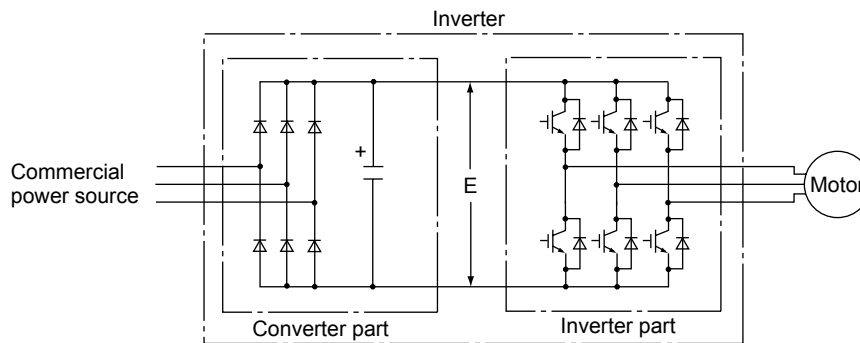 Inverter
Commercial
power source
+
E
Motor
Converter part
Inverter part